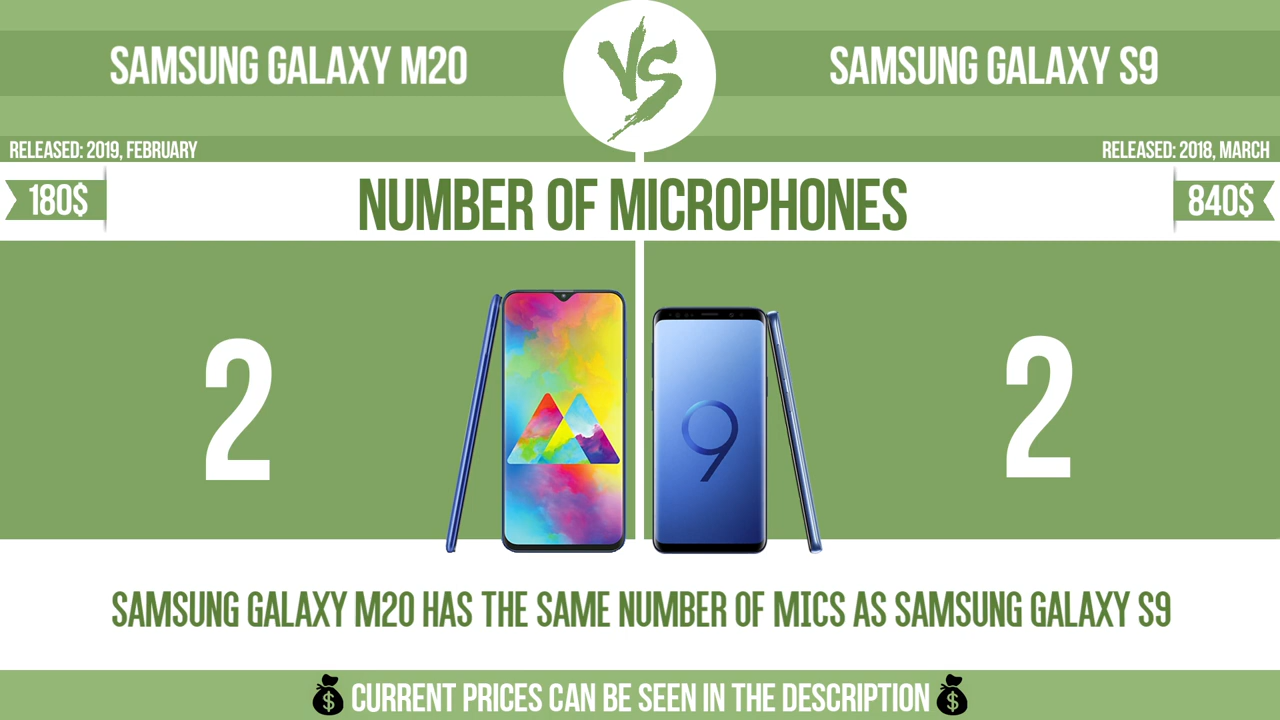 SAMSUNG GALAXY M20
VS
SAMSUNG GALAXY S9
RELEASED: 2019, FEBRUARY
RELEASED: 2018, MARCH
180$
NUMBER OF MICROPHONES
840$
2
9
2
SAMSUNG GALAXY M20 HAS THE SAME NUMBER OF MICS AS SAMSUNG GALAXY S9
$ CURRENT PRICES CAN BE SEEN IN THE DESCRIPTION $